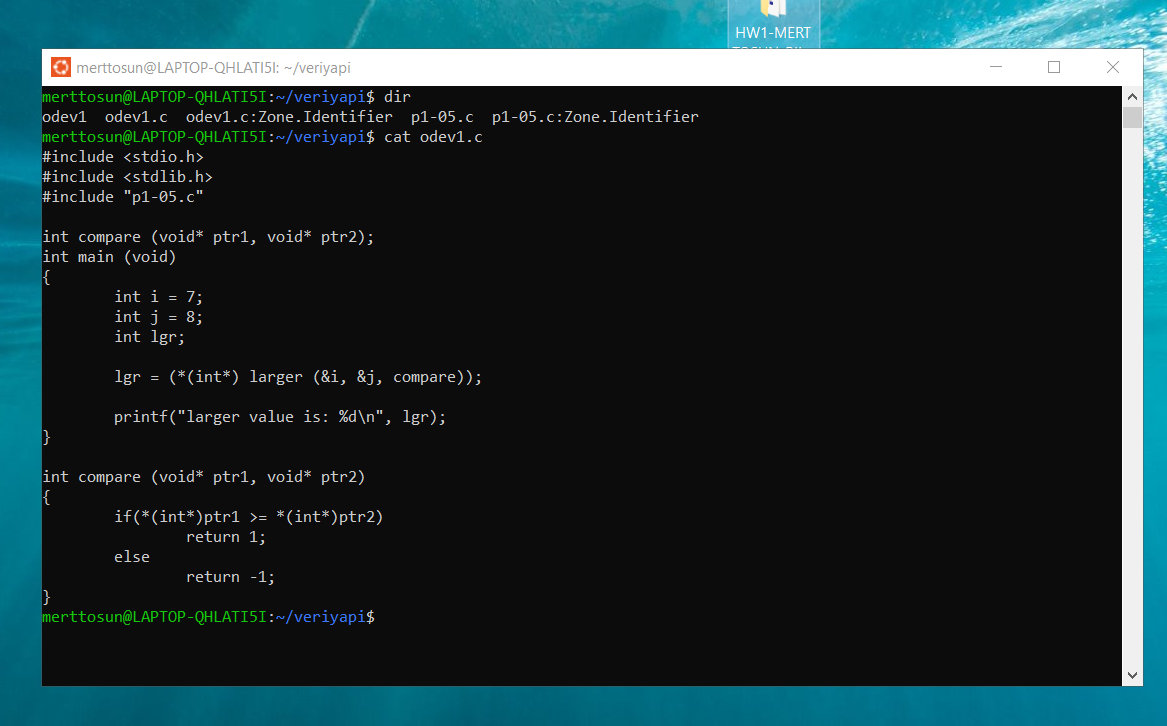 HW1-MERT
merttosun@LAPTOP-QHLATI5I: ~/veriyapi
merttosun@LAPTOP-QHLATI5I:~/veriyapi$ dir
odev1  odev1.c  odev1.c:Zone.Identifier  p1-05.c  p1-05.c:Zone.Identifier
merttosun@LAPTOP-QHLATI5I:~/veriyapi$ cat odev1.c
#include <stdio.h>
#include <stdlib.h>
#include "p1-05.c"

int compare (void* ptr1, void* ptr2);
int main (void)
{
        int i = 7;
        int j = 8;
        int lgr;

        lgr = (*(int*) larger (&i, &j, compare));

        printf("larger value is: %d\n", lgr);
}

int compare (void* ptr1, void* ptr2)
{
        if(*(int*)ptr1 >= *(int*)ptr2)
                return 1;
        else
                return -1;
}
merttosun@LAPTOP-QHLATI5I:~/veriyapi$